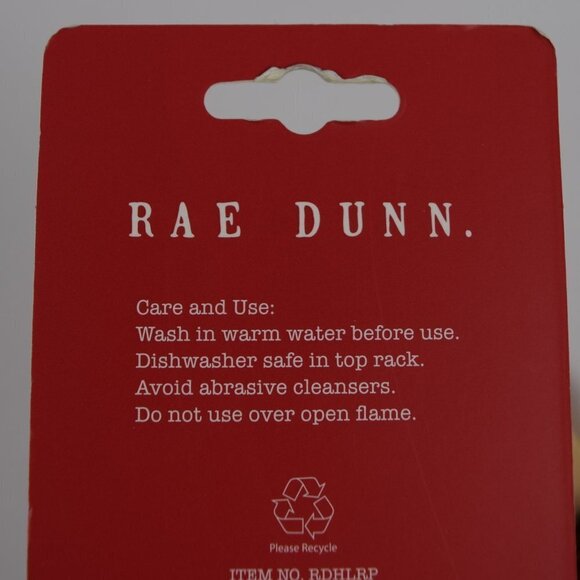 RAE DUNN.
Care and Use:
Wash in warm water before use.
Dishwasher safe in top rack.
Avoid abrasive cleansers.
Do not use over open flame.
Please Recycle
ITEM NO. RDHLRP